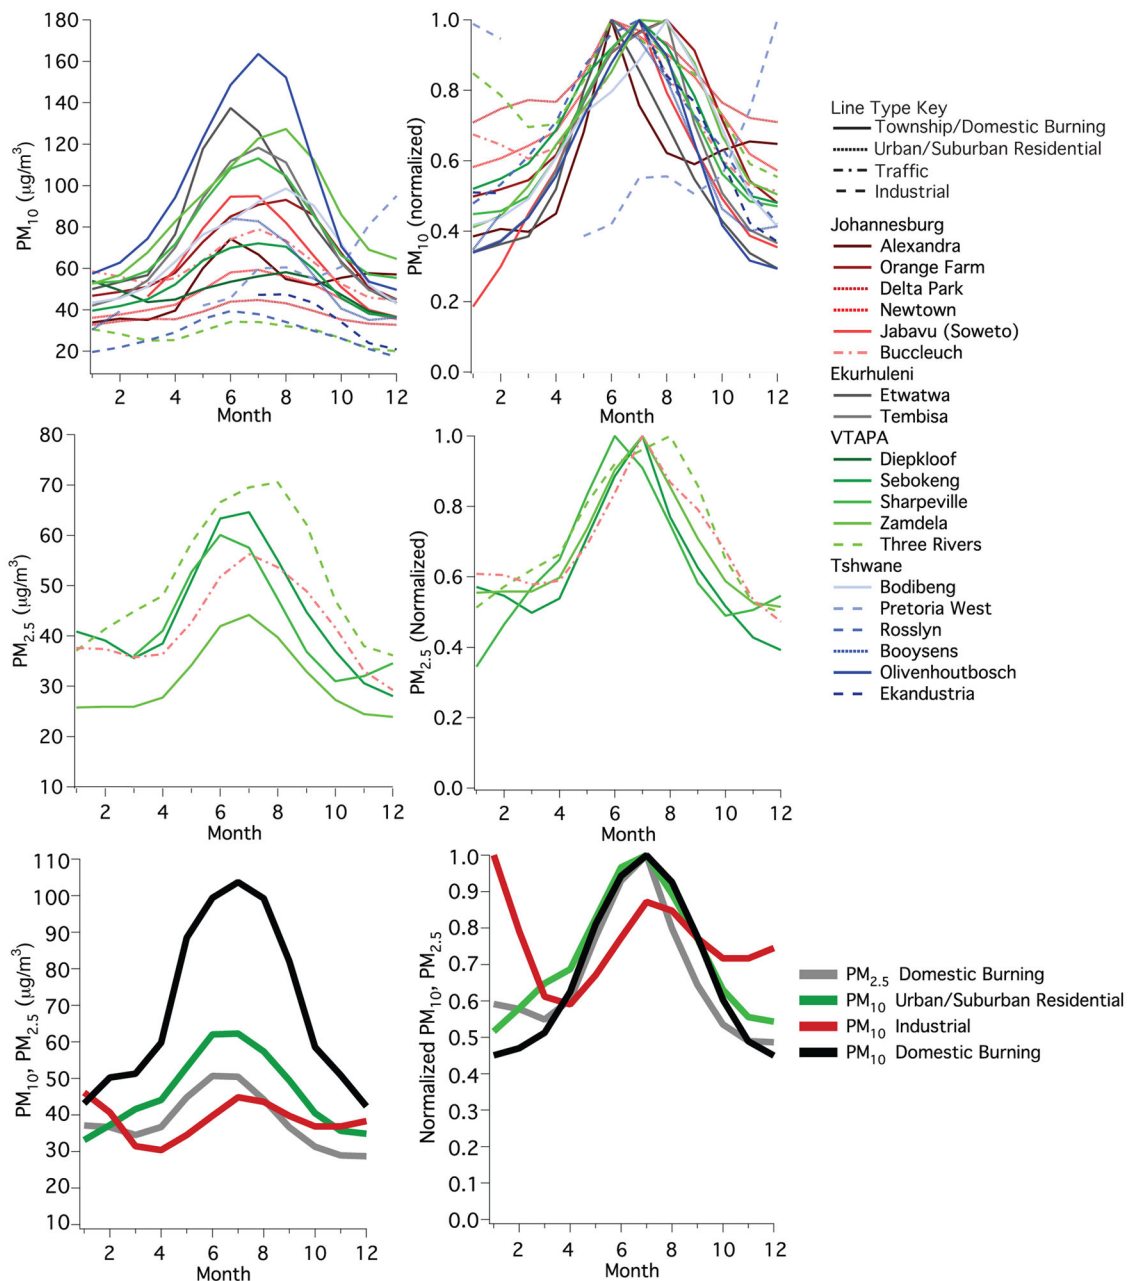 180
160
140
120
100
80
60
40
20
PM10 (μg/m3)
2 4 6 8 10 12
Month
1.0
0.8
0.6
0.4
0.2
0.0
PM10 (normalized)
2 4 6 8 10 12
Month
Line Type Key
Township/Domestic Burning
Urban/Suburban Residential
Traffic
Industrial
Johannesburg
Alexandra
Orange Farm
Delta Park
Newtown
Jabavu (Soweto)
Buccleuch
Ekurhuleni
Etwatwa
Tembisa
VTAPA
Diepkloof
Sebokeng
Sharpeville
Zamdela
Three Rivers
Tshwane
Bodibeng
Pretoria West
Rosslyn
Booysens
Olivenhoutbosch
Ekandustria
80
70
60
50
40
30
20
10
PM2.5 (μg/m3)
2 4 6 8 10 12
Month
1.0
0.8
0.6
0.4
0.2
0.0
PM2.5 (Normalized)
2 4 6 8 10 12
Month
110
100
90
80
70
60
50
40
30
20
10
PM10, PM2.5 (μg/m3)
2 4 6 8 10 12
Month
1.0
0.9
0.8
0.7
0.6
0.5
0.4
0.3
0.2
0.1
0.0
Normalized PM10, PM2.5
2 4 6 8 10 12
Month
PM2.5 Domestic Burning
PM10 Urban/Suburban Residential
PM10 Industrial
PM10 Domestic Burning